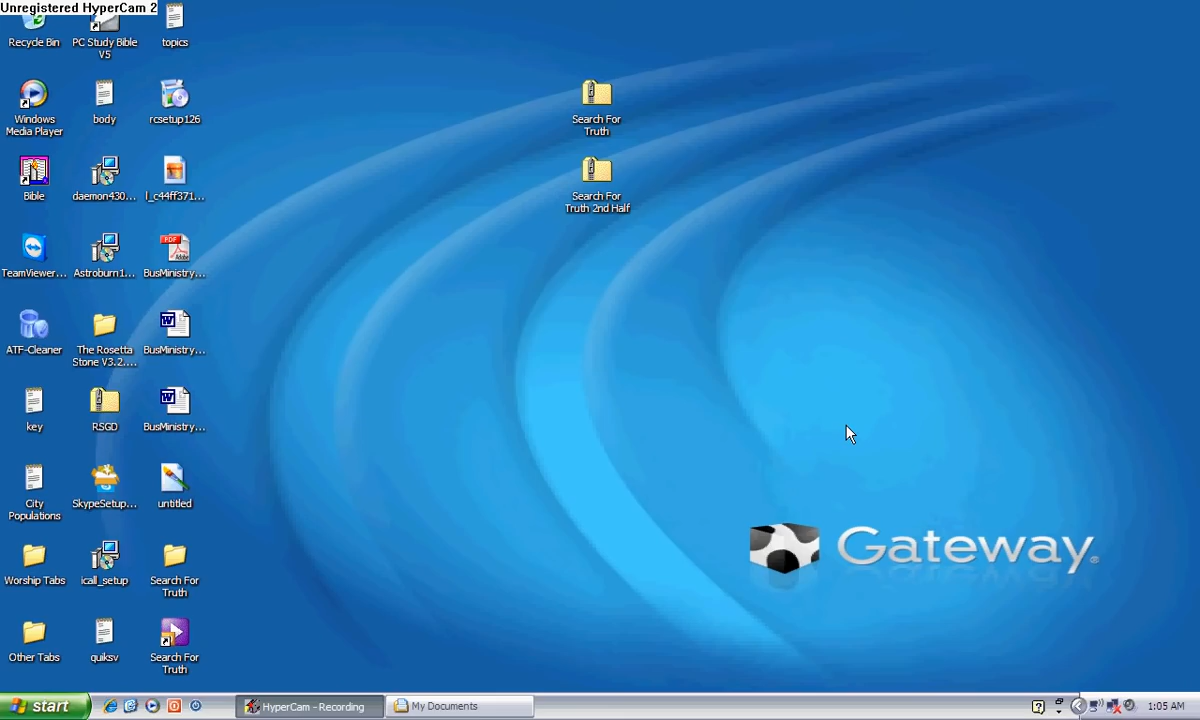 Unregistered HyperCam 2
Recycle Bin
PC Study Bible
V5
topics
Windows
Media Player
body
rcsetup126
Bible
daemon430...
l_c44ff371...
TeamViewer...
Astroburn1...
PDF
Adobe
BusMinistry...
ATF-Cleaner
The Rosetta
Stone V3.2....
W
BusMinistry...
key
RSGD
W
BusMinistry...
City
Populations
SkypeSetup...
untitled
Worship Tabs
icall_setup
Search For
Truth
Other Tabs
quiksv
Search For
Truth
Search For
Truth
Search For
Truth 2nd Half
Gateway®
start
HyperCam - Recording
My Documents
1:05 AM